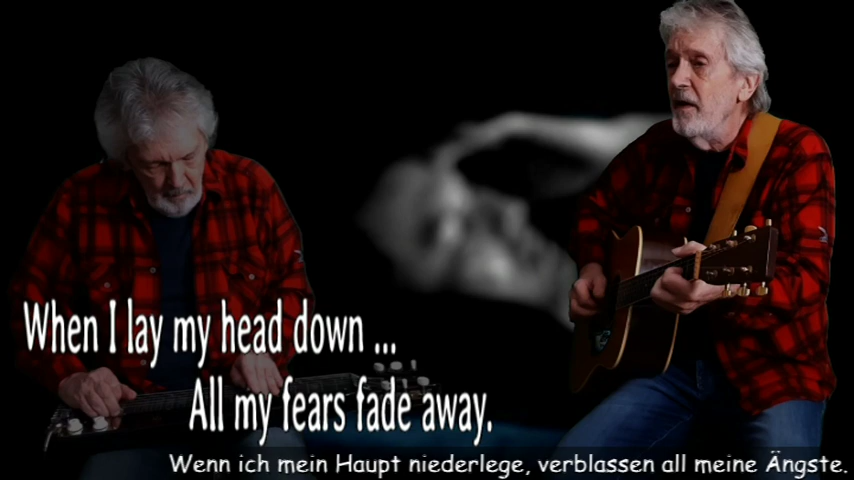 When I lay my head down ...
All my fears fade away.
Wenn ich mein Haupt niederlege, verblassen all meine Ängste.